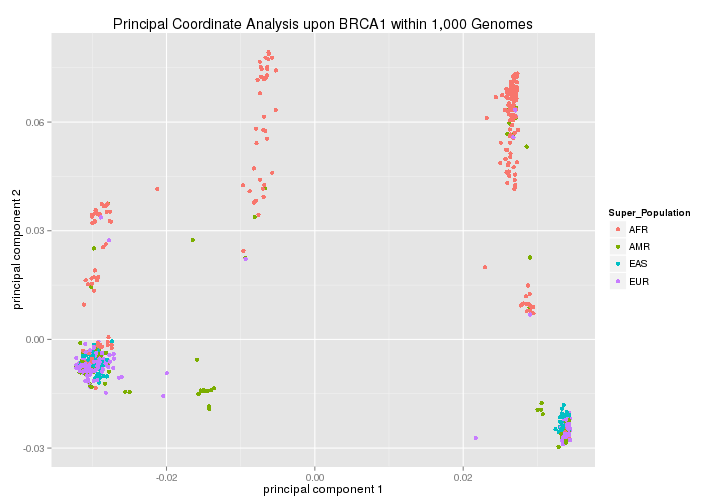 Principal Coordinate Analysis upon BRCA1 within 1,000 Genomes
0.06
0.03
0.00
-0.03
principal component 2
-0.02
0.00
0.02
principal component 1
Super_Population
AFR
AMR
EAS
EUR